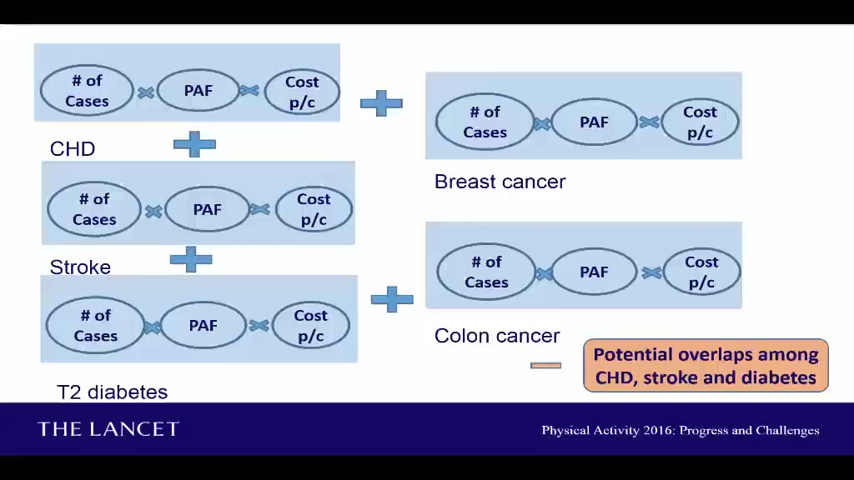 # of
Cases
PAF
Cost
p/c
CHD
# of
Cases
PAF
Cost
p/c
Stroke
# of
Cases
PAF
Cost
p/c
T2 diabetes
# of
Cases
PAF
Cost
p/c
Breast cancer
# of
Cases
PAF
Cost
p/c
Colon cancer
Potential overlaps among
CHD, stroke and diabetes
THE LANCET
Physical Activity 2016: Progress and Challenges